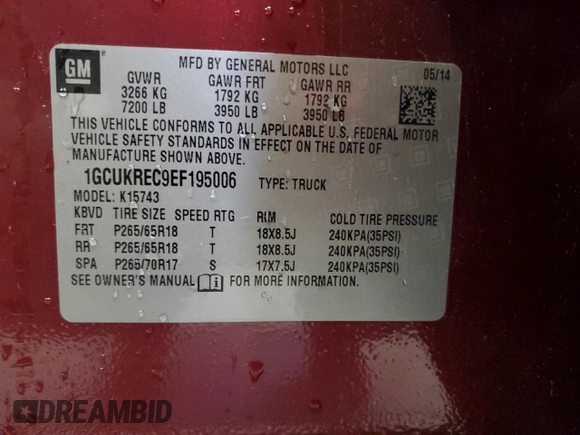 GM
MFD BY GENERAL MOTORS LLC
05/14
GVWR GAWR FRT GAWR RR
3266 KG 1792 KG 1792 KG
7200 LB 3950 LB 3950 LB
THIS VEHICLE CONFORMS TO ALL APPLICABLE U.S. FEDERAL MOTOR
VEHICLE SAFETY STANDARDS IN EFFECT ON THE DATE OF
MANUFACTURE SHOWN ABOVE.
1GCUKREC9EF195006 TYPE: TRUCK
MODEL: K15743
KBVD TIRE SIZE SPEED RTG RIM COLD TIRE PRESSURE
FRT P265/65R18 T 18X8.5J 240KPA(35PSI)
RR P265/65R18 T 18X8.5J 240KPA(35PSI)
SPA P265/70R17 S 17X7.5J 240KPA(35PSI)
SEE OWNER'S MANUAL i FOR MORE INFORMATION.
DREAMBID